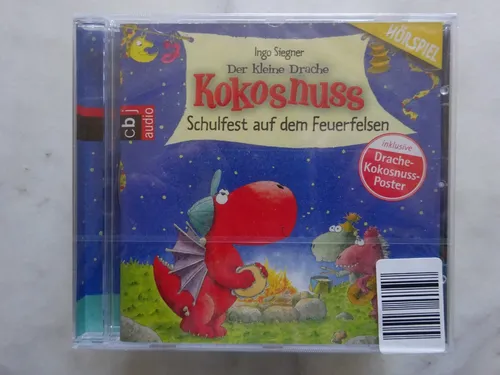 Ingo Siegner
HÖRSPIEL
Der kleine Drache
Kokosnuss
Schulfest auf dem Feuerfelsen
cbj
audio
inklusive
Drache-
Kokosnuss-
Poster